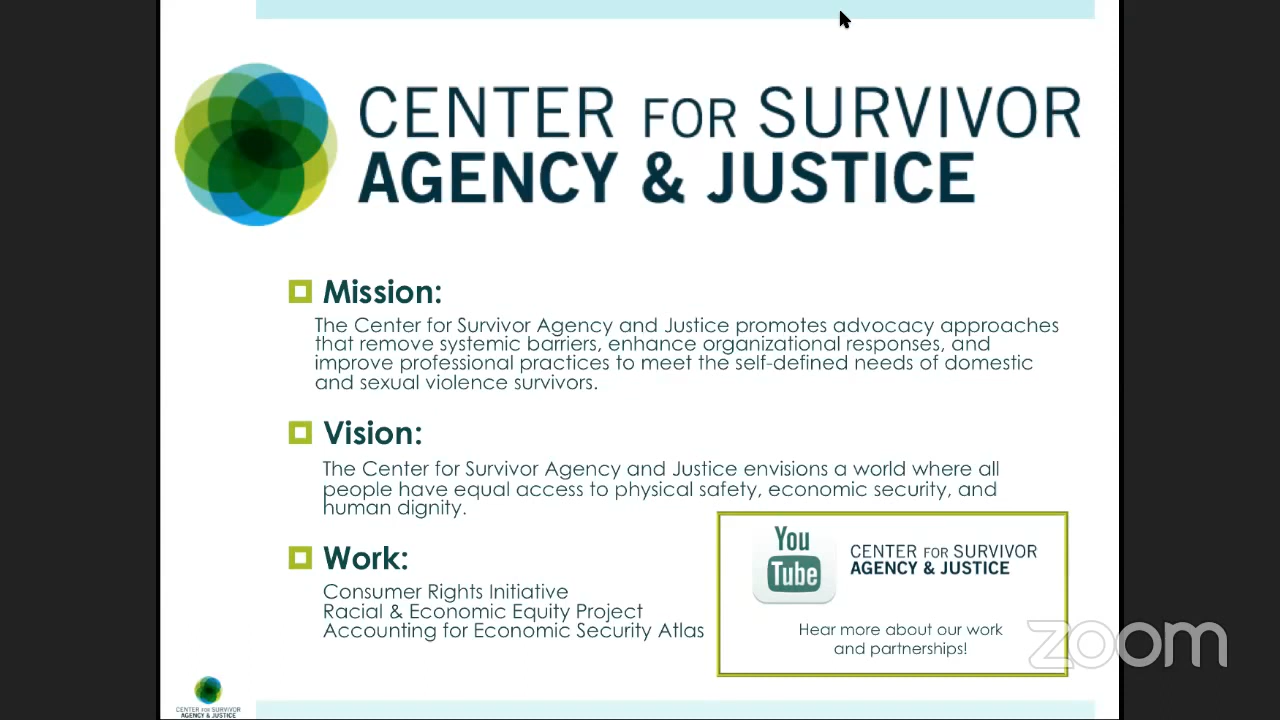 CENTER FOR SURVIVOR
AGENCY & JUSTICE
Mission:
The Center for Survivor Agency and Justice promotes advocacy approaches
that remove systemic barriers, enhance organizational responses, and
improve professional practices to meet the self-defined needs of domestic
and sexual violence survivors.
Vision:
The Center for Survivor Agency and Justice envisions a world where all
people have equal access to physical safety, economic security, and
human dignity.
Work:
Consumer Rights Initiative
Racial & Economic Equity Project
Accounting for Economic Security Atlas
You
Tube
CENTER FOR SURVIVOR
AGENCY & JUSTICE
Hear more about our work
and partnerships!
zoom
CENTER FOR SURVIVOR
AGENCY & JUSTICE